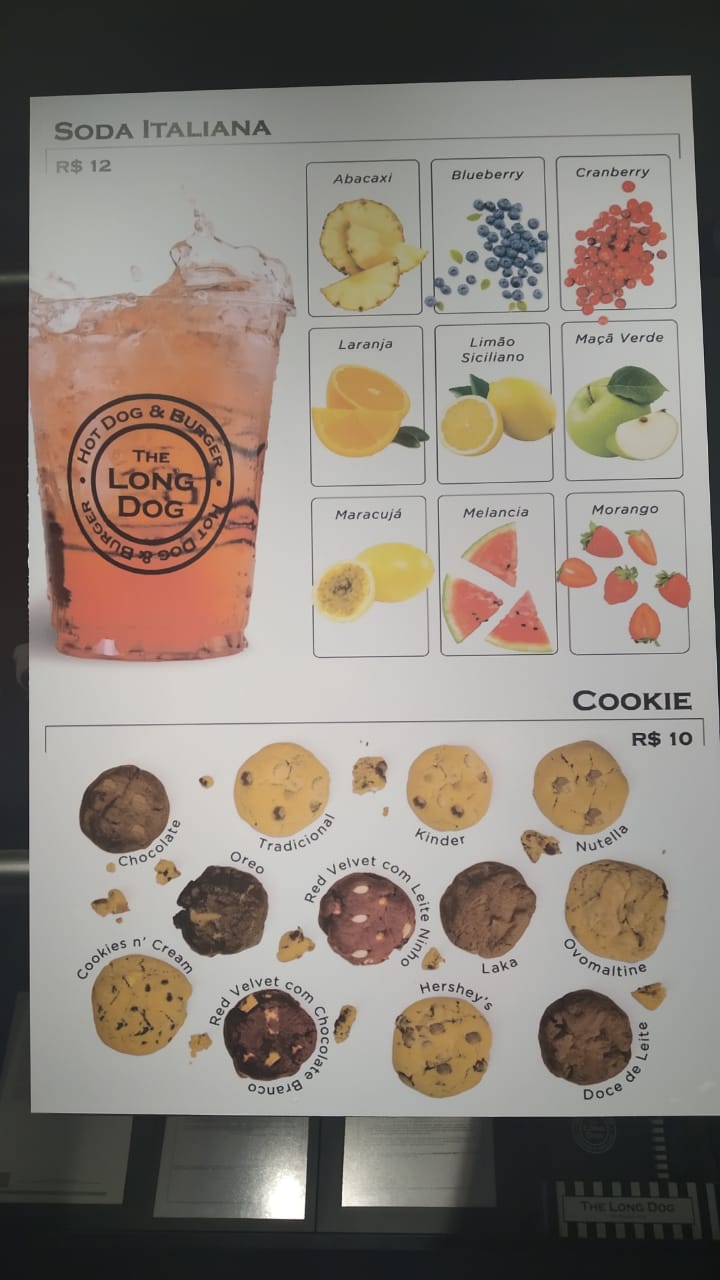 SODA ITALIANA
R$ 12
Abacaxi
Blueberry
Cranberry
Laranja
Limão
Siciliano
Maçã Verde
Maracujá
Melancia
Morango
HOT DOG & BURGER
THE
LONG
DOG
HOT DOG & BURGER
COOKIE
R$ 10
Chocolate
Tradicional
Kinder
Nutella
Oreo
Red Velvet com Leite Ninho
Laka
Ovomaltine
Cookies n' Cream
Red Velvet com Chocolate Branco
Hershey's
Doce de Leite
THE LONG DOG